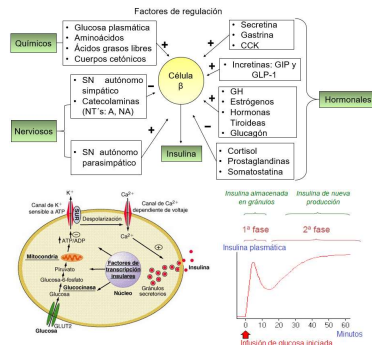 Factores de regulación
Químicos
• Glucosa plasmática
• Aminoácidos
• Ácidos grasos libres
• Cuerpos cetónicos
+
Nerviosos
• SN autónomo
simpático
• Catecolaminas
(NT´s: A, NA)
−
• SN autónomo
parasimpático
+
Célula
β
Insulina
• Secretina
• Gastrina
• CCK
+
• Incretinas: GIP y
GLP-1
+
• GH
• Estrógenos
• Hormonas
Tiroideas
• Glucagón
+
• Cortisol
• Prostaglandinas
• Somatostatina
−
Hormonales
K⁺
Canal de K⁺
sensible a ATP
SUR
Despolarización
Ca²⁺
Canal de Ca²⁺
dependiente de voltaje
Ca²⁺
⊖
⊕
↑ATP/ADP
Mitocondria
Piruvato
Glucosa-6-fosfato
Glucocinasa
Glucosa
GLUT2
Glucosa
Factores de
transcripción
insulares
Núcleo
Gránulos
secretorios
Insulina
Insulina almacenada
en gránulos
Insulina de nueva
producción
1ª fase
2ª fase
Insulina plasmática
0 10 20 30 40 50 60
Minutos
Infusión de glucosa iniciada